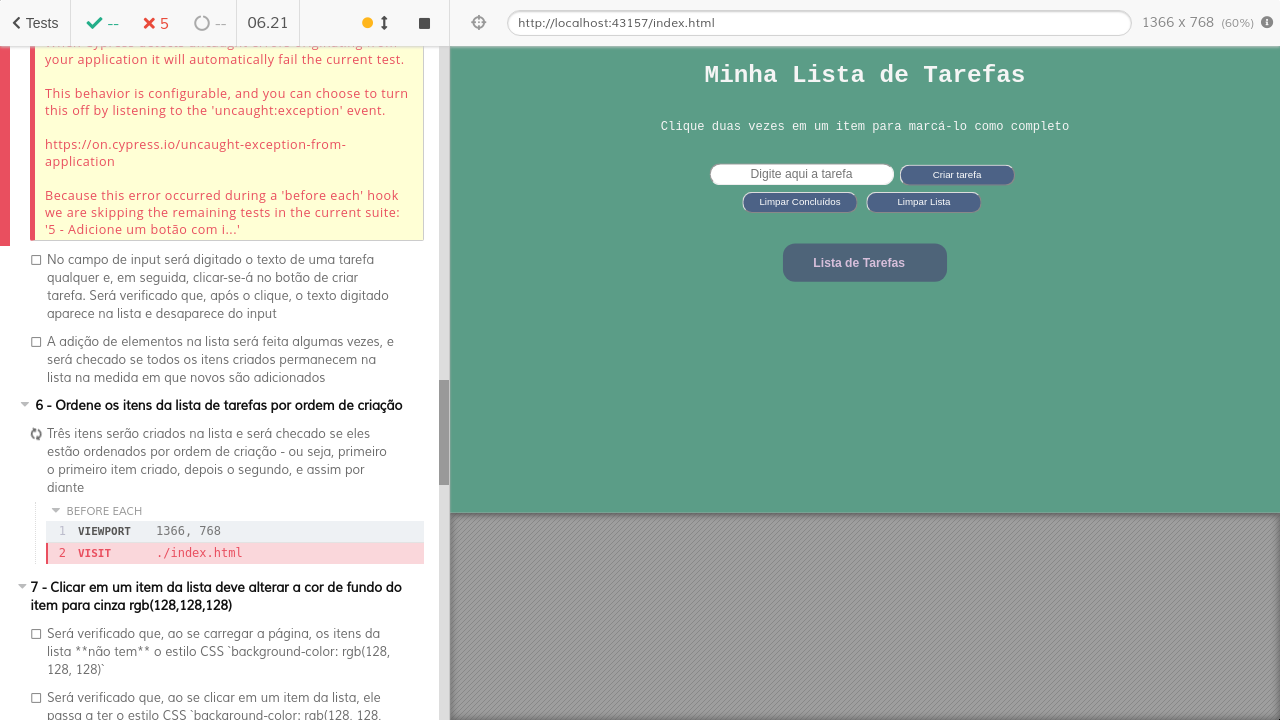 Tests
--
5
--
06.21
http://localhost:43157/index.html
1366 x 768 (60%)
your application it will automatically fail the current test.
This behavior is configurable, and you can choose to turn
this off by listening to the 'uncaught:exception' event.
https://on.cypress.io/uncaught-exception-from-
application
Because this error occurred during a 'before each' hook
we are skipping the remaining tests in the current suite:
'5 - Adicione um botão com i...'
No campo de input será digitado o texto de uma tarefa
qualquer e, em seguida, clicar-se-á no botão de criar
tarefa. Será verificado que, após o clique, o texto digitado
aparece na lista e desaparece do input
A adição de elementos na lista será feita algumas vezes, e
será checado se todos os itens criados permanecem na
lista na medida em que novos são adicionados
6 - Ordene os itens da lista de tarefas por ordem de criação
Três itens serão criados na lista e será checado se eles
estão ordenados por ordem de criação - ou seja, primeiro
o primeiro item criado, depois o segundo, e assim por
diante
BEFORE EACH
1 VIEWPORT 1366, 768
2 VISIT ./index.html
7 - Clicar em um item da lista deve alterar a cor de fundo do
item para cinza rgb(128,128,128)
Será verificado que, ao se carregar a página, os itens da
lista **não tem** o estilo CSS `background-color: rgb(128,
128, 128)`
Será verificado que, ao se clicar em um item da lista, ele
passa a ter o estilo CSS `background-color: rgb(128, 128,
Minha Lista de Tarefas
Clique duas vezes em um item para marcá-lo como completo
Digite aqui a tarefa
Criar tarefa
Limpar Concluídos
Limpar Lista
Lista de Tarefas